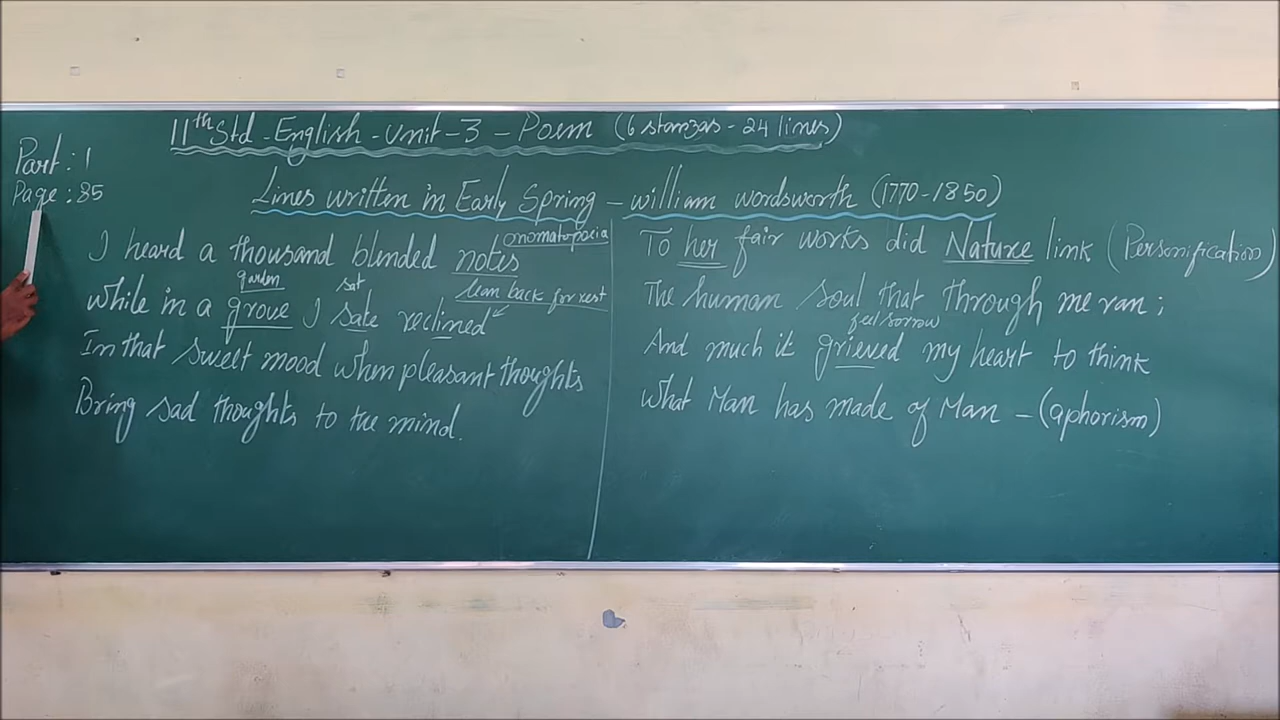 11th Std - English - Unit - 3 - Poem (6 stanzas - 24 lines)
Part : 1
Page : 85
Lines written in Early Spring - william wordsworth (1770-1850)
onomatopoeia
I heard a thousand blended notes
garden sat lean back for rest
While in a grove I sate reclined
In that sweet mood when pleasant thoughts
Bring sad thoughts to the mind.
To her fair works did Nature link (Personification)
The human soul that through me ran;
feel sorrow
And much it grieved my heart to think
What Man has made of Man - (aphorism)